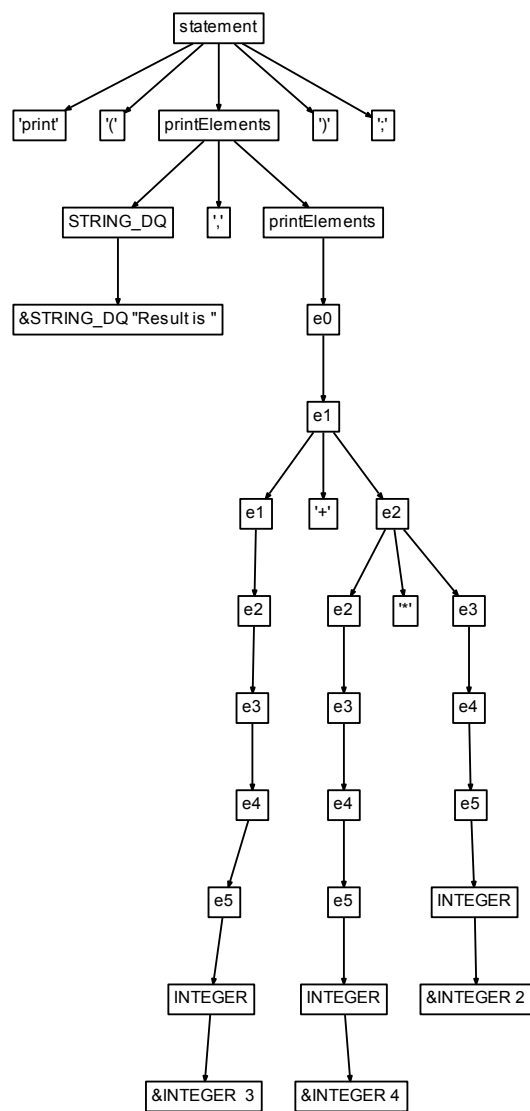 statement
'print' '(' printElements ')' ';'
STRING_DQ ',' printElements
&STRING_DQ "Result is " e0
e1
e1 '+' e2
e2 e2 '*' e3
e3 e3 e4
e4 e4 e5
e5 e5 INTEGER
INTEGER INTEGER &INTEGER 2
&INTEGER 3 &INTEGER 4